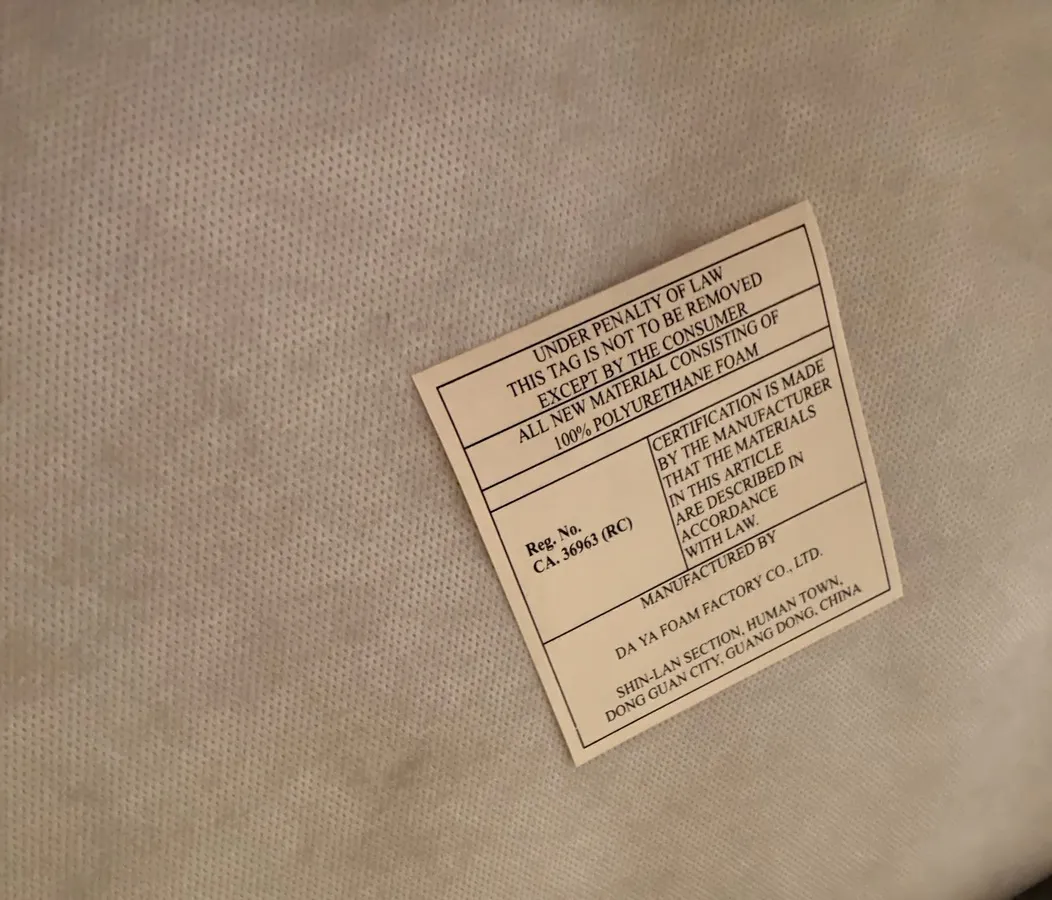 UNDER PENALTY OF LAW
THIS TAG IS NOT TO BE REMOVED
EXCEPT BY THE CONSUMER
ALL NEW MATERIAL CONSISTING OF
100% POLYURETHANE FOAM
Reg. No.
CA. 36963 (RC)
CERTIFICATION IS MADE
BY THE MANUFACTURER
THAT THE MATERIALS
IN THIS ARTICLE
ARE DESCRIBED IN
ACCORDANCE
WITH LAW.
MANUFACTURED BY
DA YA FOAM FACTORY CO., LTD.
SHIN-LAN SECTION, HUMAN TOWN,
DONG GUAN CITY, GUANG DONG, CHINA